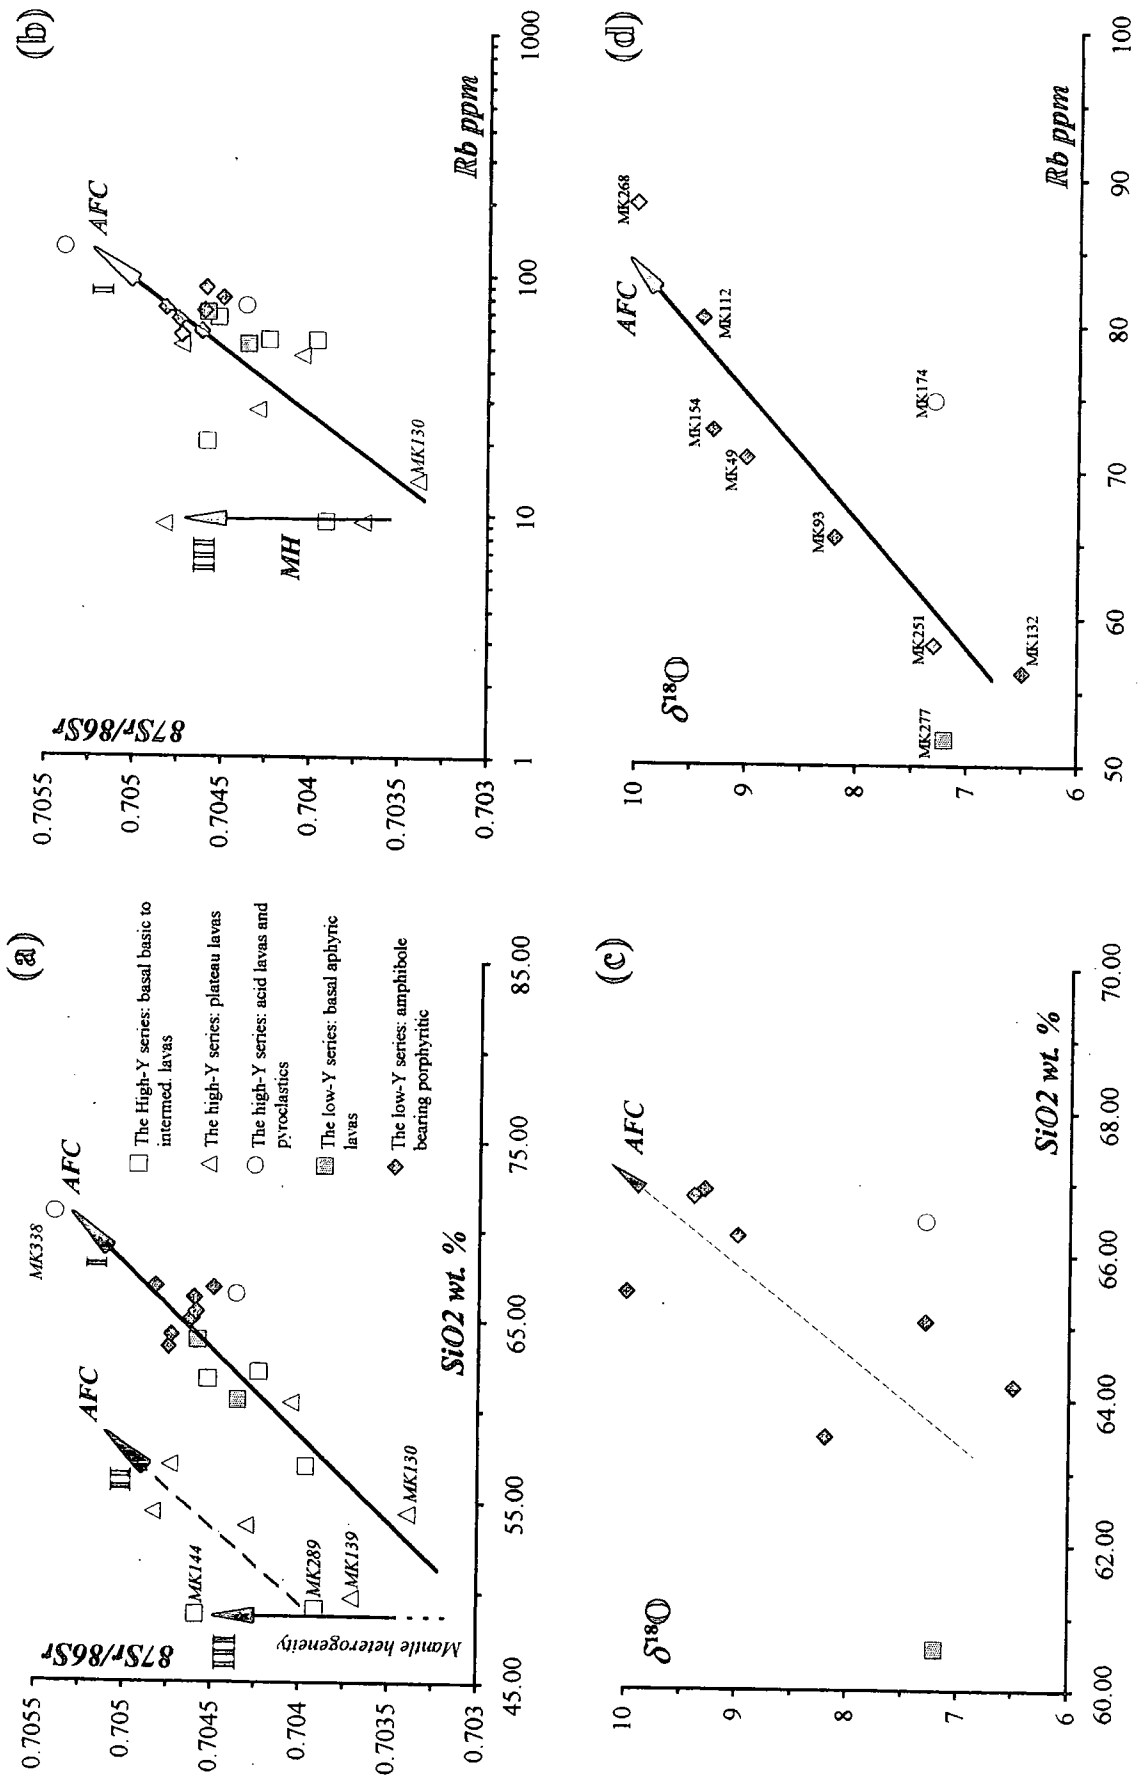 (a)
87Sr/86Sr
0.7055
0.705
0.7045
0.704
0.7035
0.703
45.00
55.00
65.00
75.00
85.00
SiO2 wt. %
MK338
AFC
I
AFC
II
MK144
III
MK289
MK139
MK130
Mantle heterogeneity
The High-Y series: basal basic to
intermed. lavas
The high-Y series: plateau lavas
The high-Y series: acid lavas and
pyroclastics
The low-Y series: basal aphyric
lavas
The low-Y series: amphibole
bearing porphyritic
(b)
87Sr/86Sr
0.7055
0.705
0.7045
0.704
0.7035
0.703
1
10
100
1000
Rb ppm
I
AFC
III
MH
MK130
(c)
δ18O
10
9
8
7
6
60.00
62.00
64.00
66.00
68.00
70.00
SiO2 wt. %
AFC
(d)
δ18O
10
9
8
7
6
50
60
70
80
90
100
Rb ppm
AFC
MK268
MK112
MK154
MK49
MK174
MK93
MK251
MK132
MK277